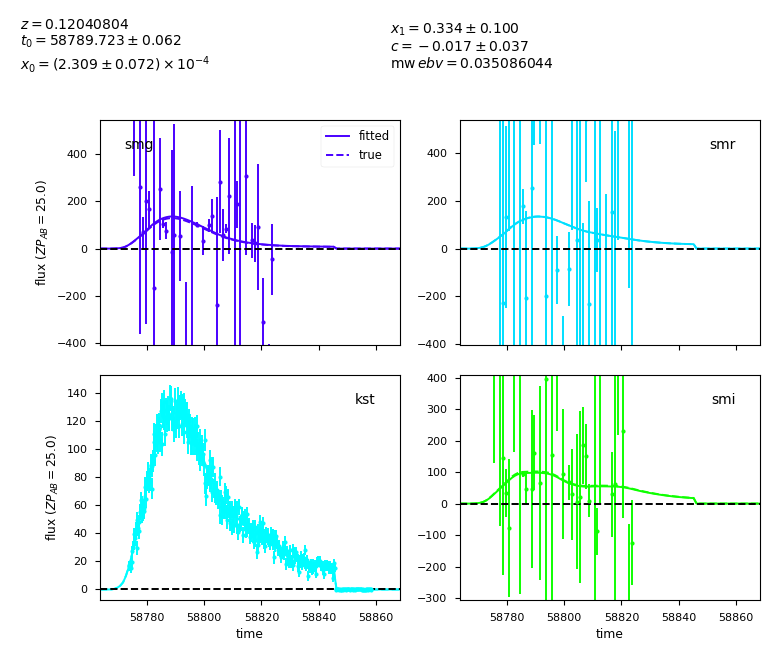 z = 0.12040804
t₀ = 58789.723 ± 0.062
x₀ = (2.309 ± 0.072) × 10⁻⁴
x₁ = 0.334 ± 0.100
c = −0.017 ± 0.037
mw ebv = 0.035086044
smg
fitted
true
400
200
0
−200
−400
flux (ZP_AB = 25.0)
smr
400
200
0
−200
−400
kst
140
120
100
80
60
40
20
0
flux (ZP_AB = 25.0)
58780 58800 58820 58840 58860
time
smi
400
300
200
100
0
−100
−200
−300
58780 58800 58820 58840 58860
time